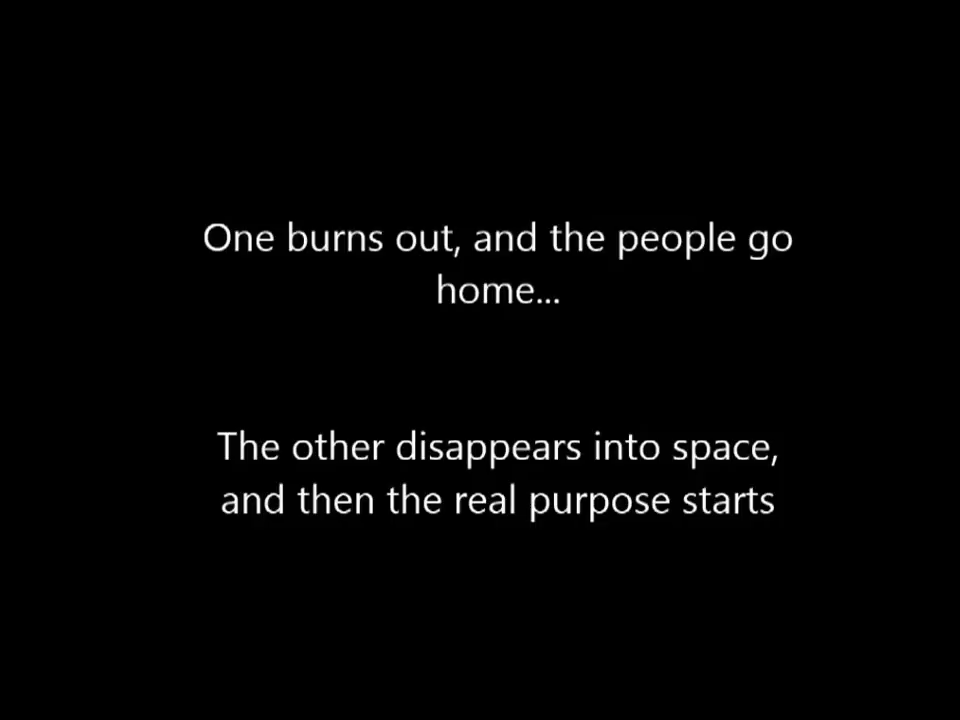 One burns out, and the people go
home...
The other disappears into space,
and then the real purpose starts